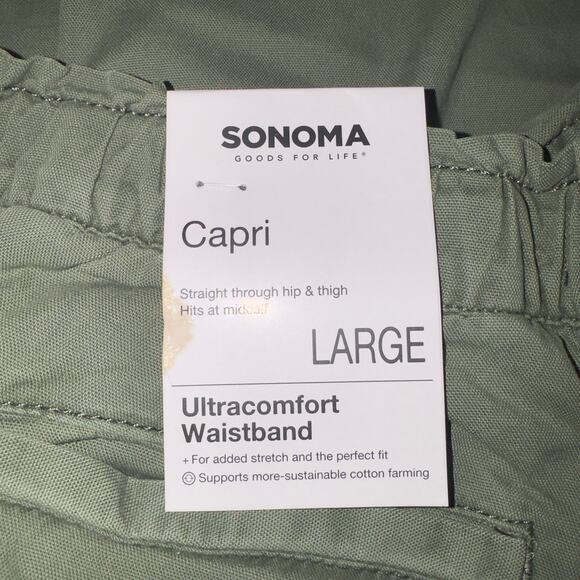 SONOMA
GOODS FOR LIFE®
Capri
Straight through hip & thigh
Hits at midcalf
LARGE
Ultracomfort
Waistband
+ For added stretch and the perfect fit
Supports more-sustainable cotton farming